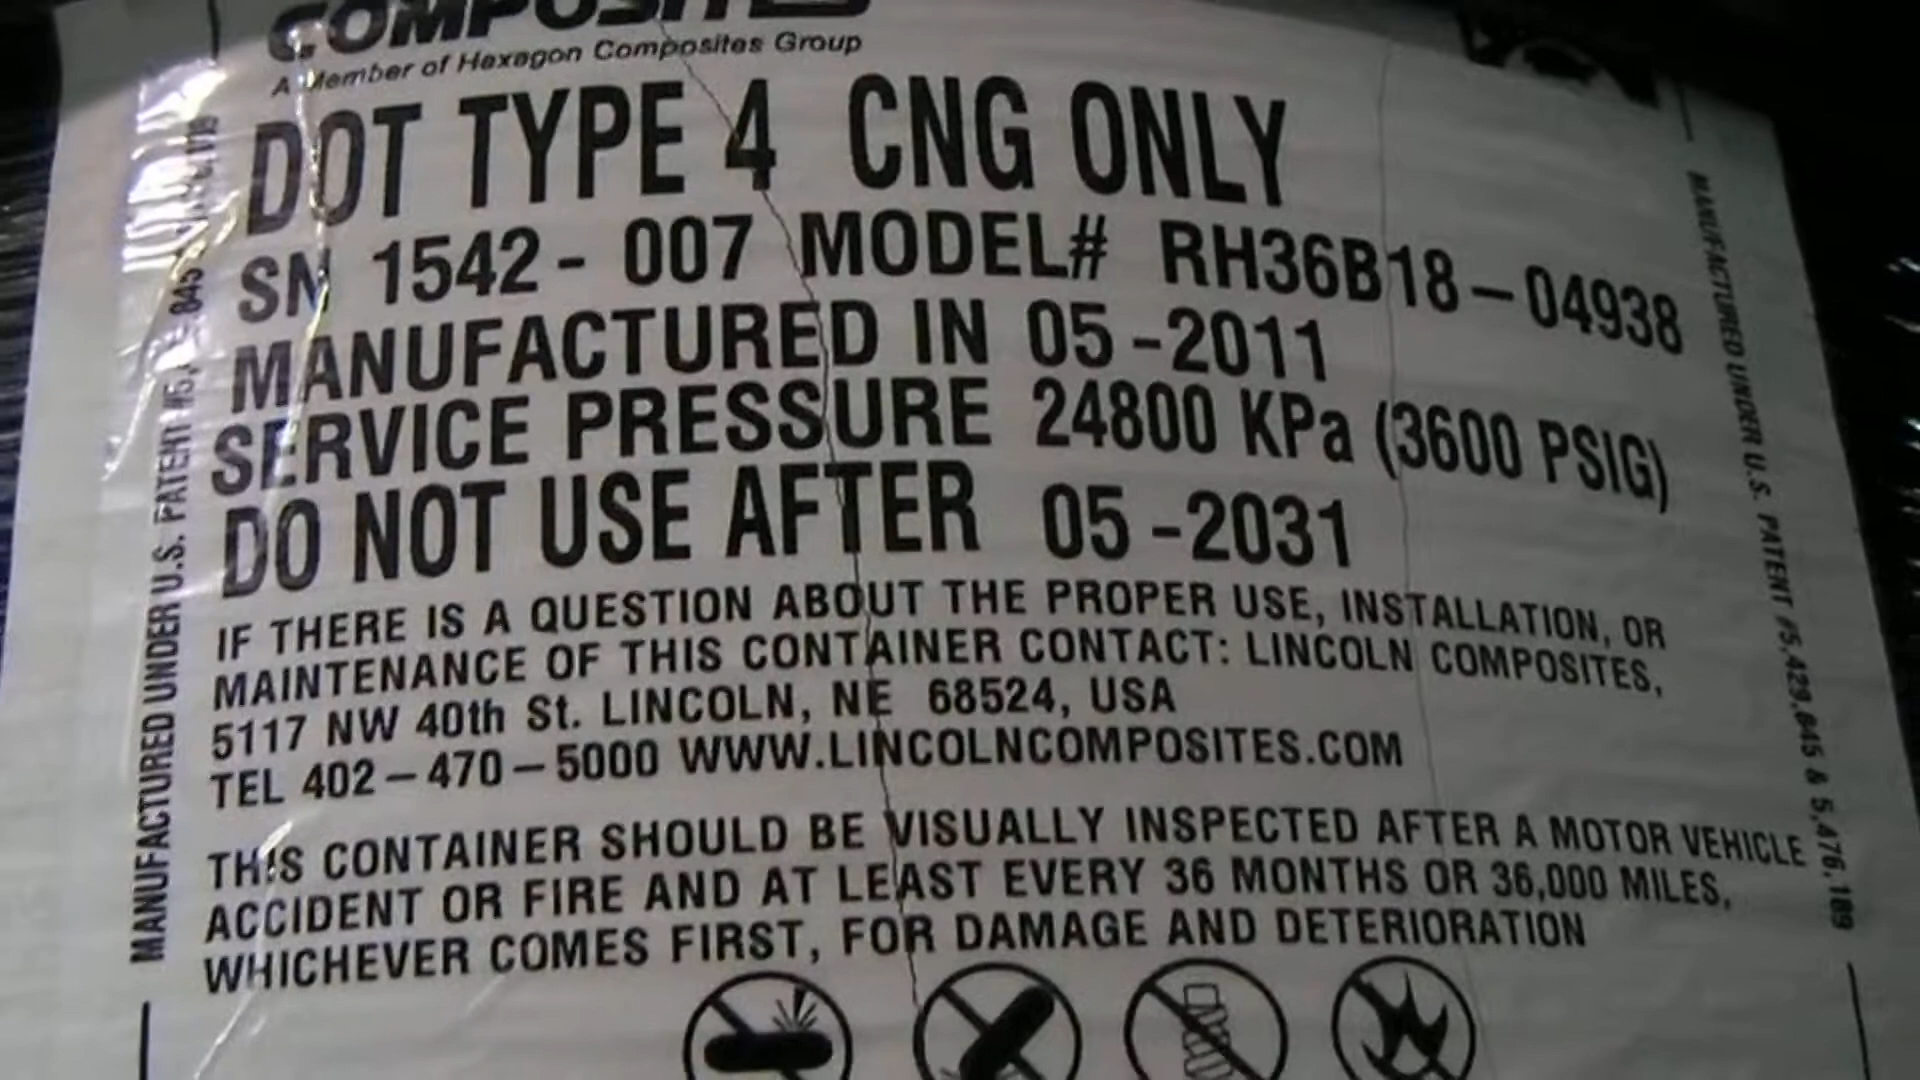 COMPOSITES
A Member of Hexagon Composites Group
DOT TYPE 4 CNG ONLY
SN 1542-007 MODEL# RH36B18-04938
MANUFACTURED IN 05-2011
SERVICE PRESSURE 24800 KPa (3600 PSIG)
DO NOT USE AFTER 05-2031
IF THERE IS A QUESTION ABOUT THE PROPER USE, INSTALLATION, OR
MAINTENANCE OF THIS CONTAINER CONTACT: LINCOLN COMPOSITES,
5117 NW 40th St. LINCOLN, NE 68524, USA
TEL 402-470-5000 WWW.LINCOLNCOMPOSITES.COM
THIS CONTAINER SHOULD BE VISUALLY INSPECTED AFTER A MOTOR VEHICLE
ACCIDENT OR FIRE AND AT LEAST EVERY 36 MONTHS OR 36,000 MILES,
WHICHEVER COMES FIRST, FOR DAMAGE AND DETERIORATION
MANUFACTURED UNDER U.S. PATENT
MANUFACTURED UNDER U.S. PATENT #5,429,845 & 5,476,189